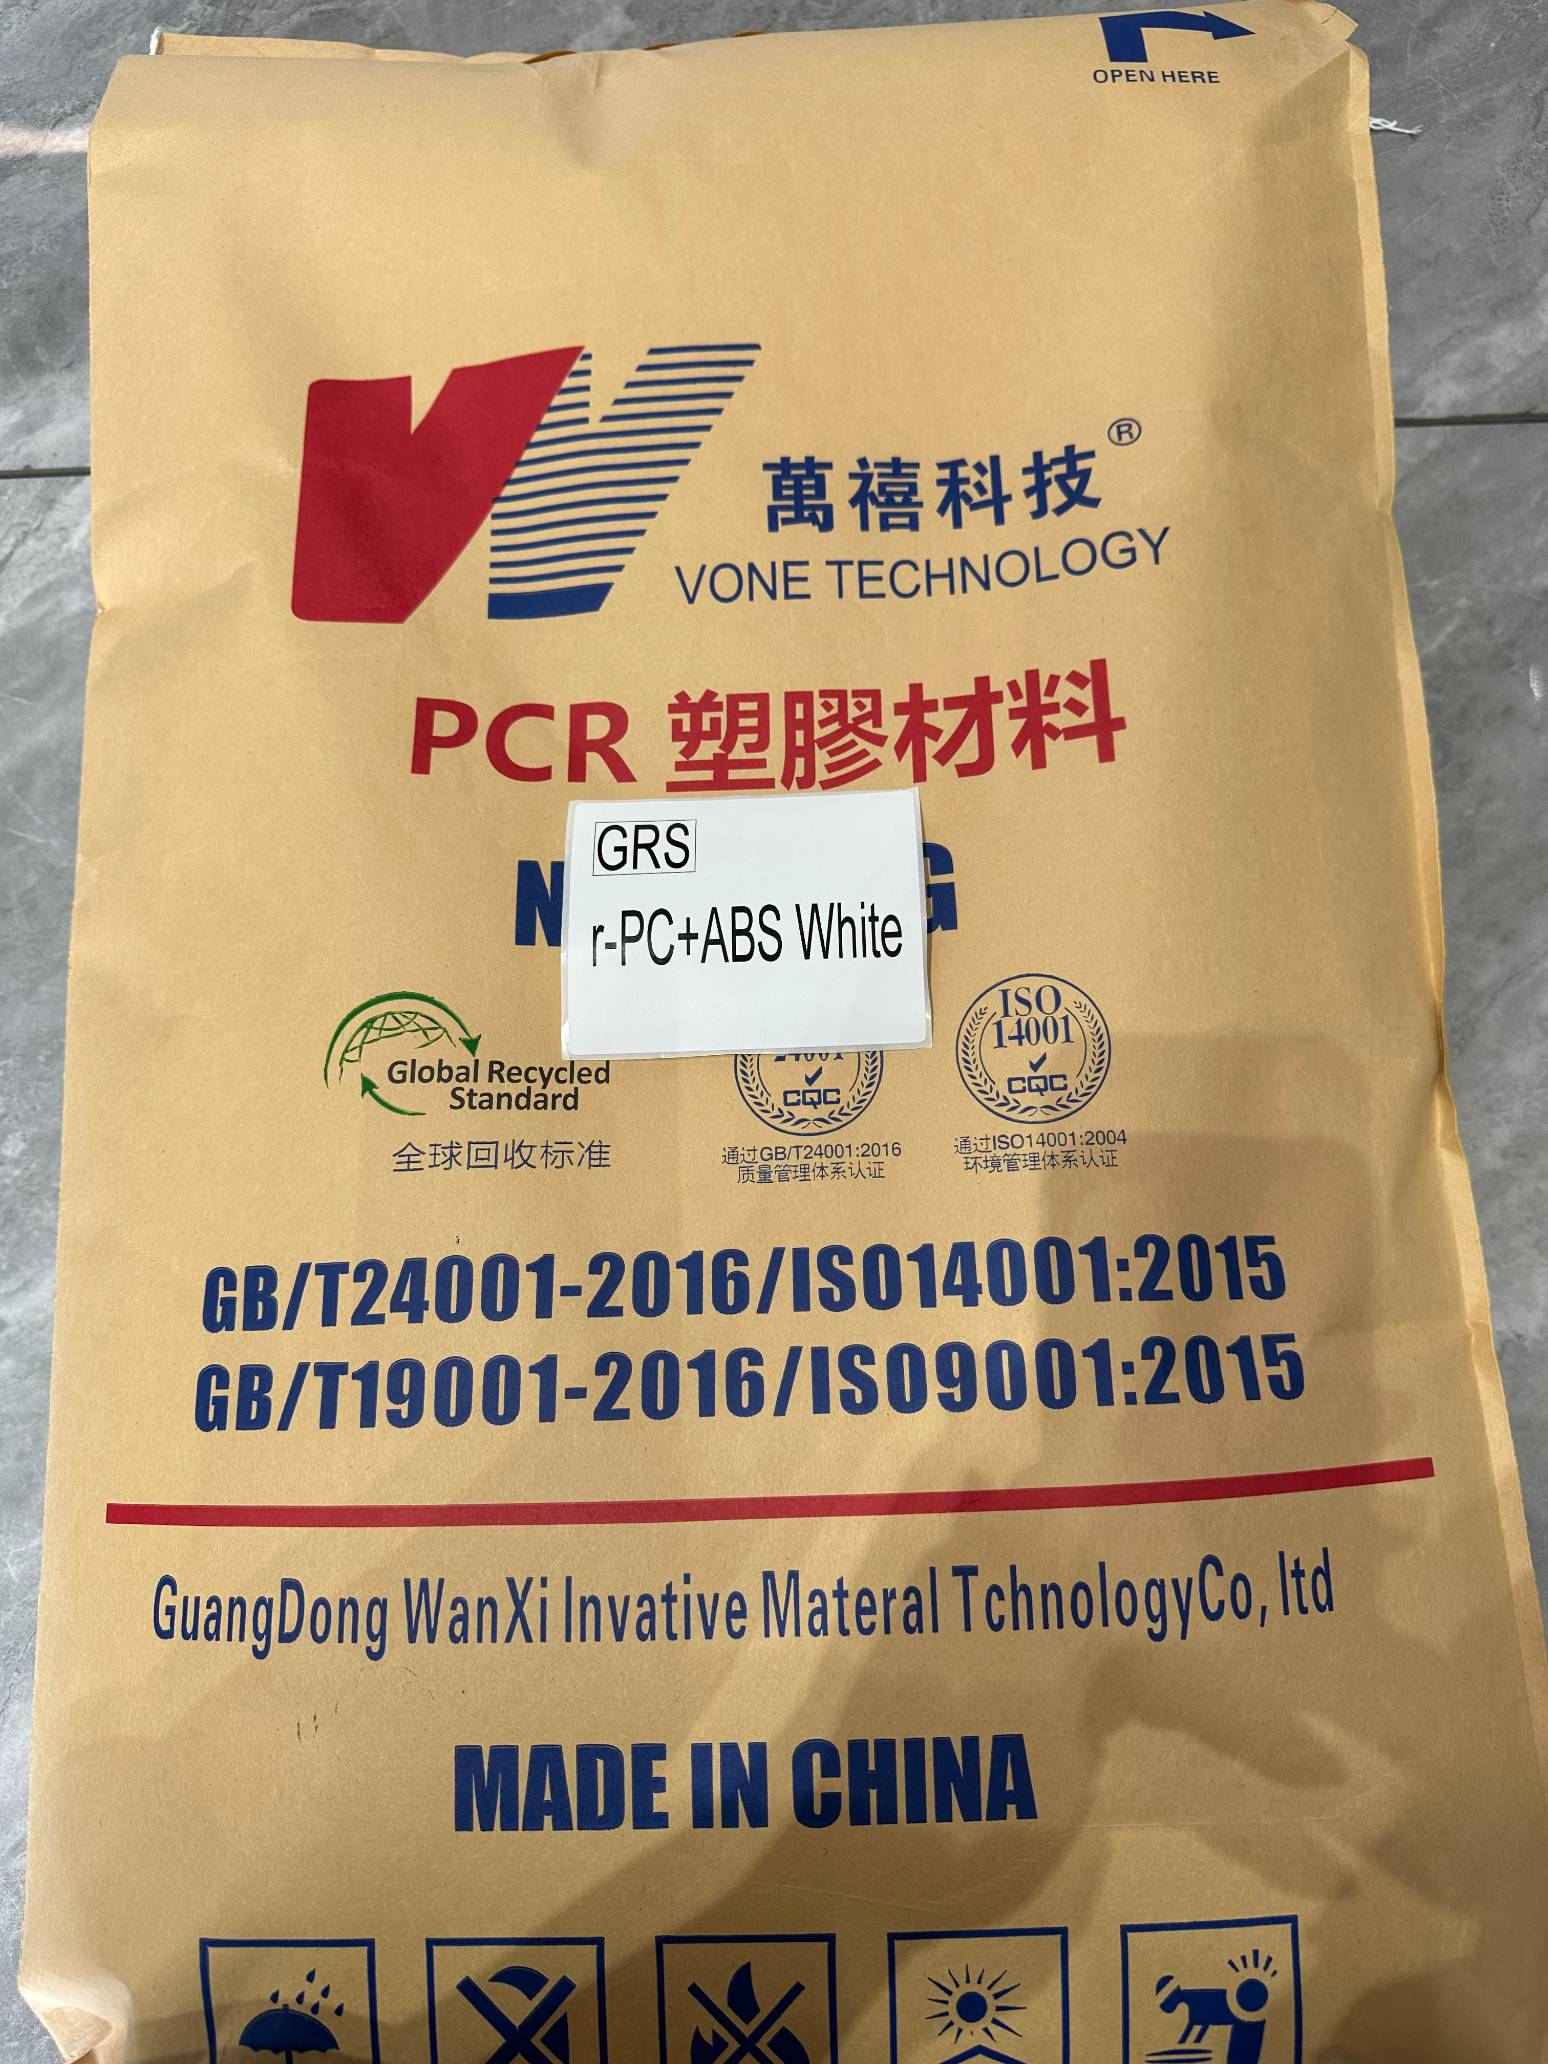 OPEN HERE
萬禧科技®
VONE TECHNOLOGY
PCR 塑膠材料
GRS
r-PC+ABS White
Global Recycled
Standard
全球回收标准
CQC
通过GB/T24001:2016
质量管理体系认证
ISO
14001
CQC
通过ISO14001:2004
环境管理体系认证
GB/T24001-2016/ISO14001:2015
GB/T19001-2016/ISO9001:2015
GuangDong WanXi Invative Materal TchnologyCo, ltd
MADE IN CHINA